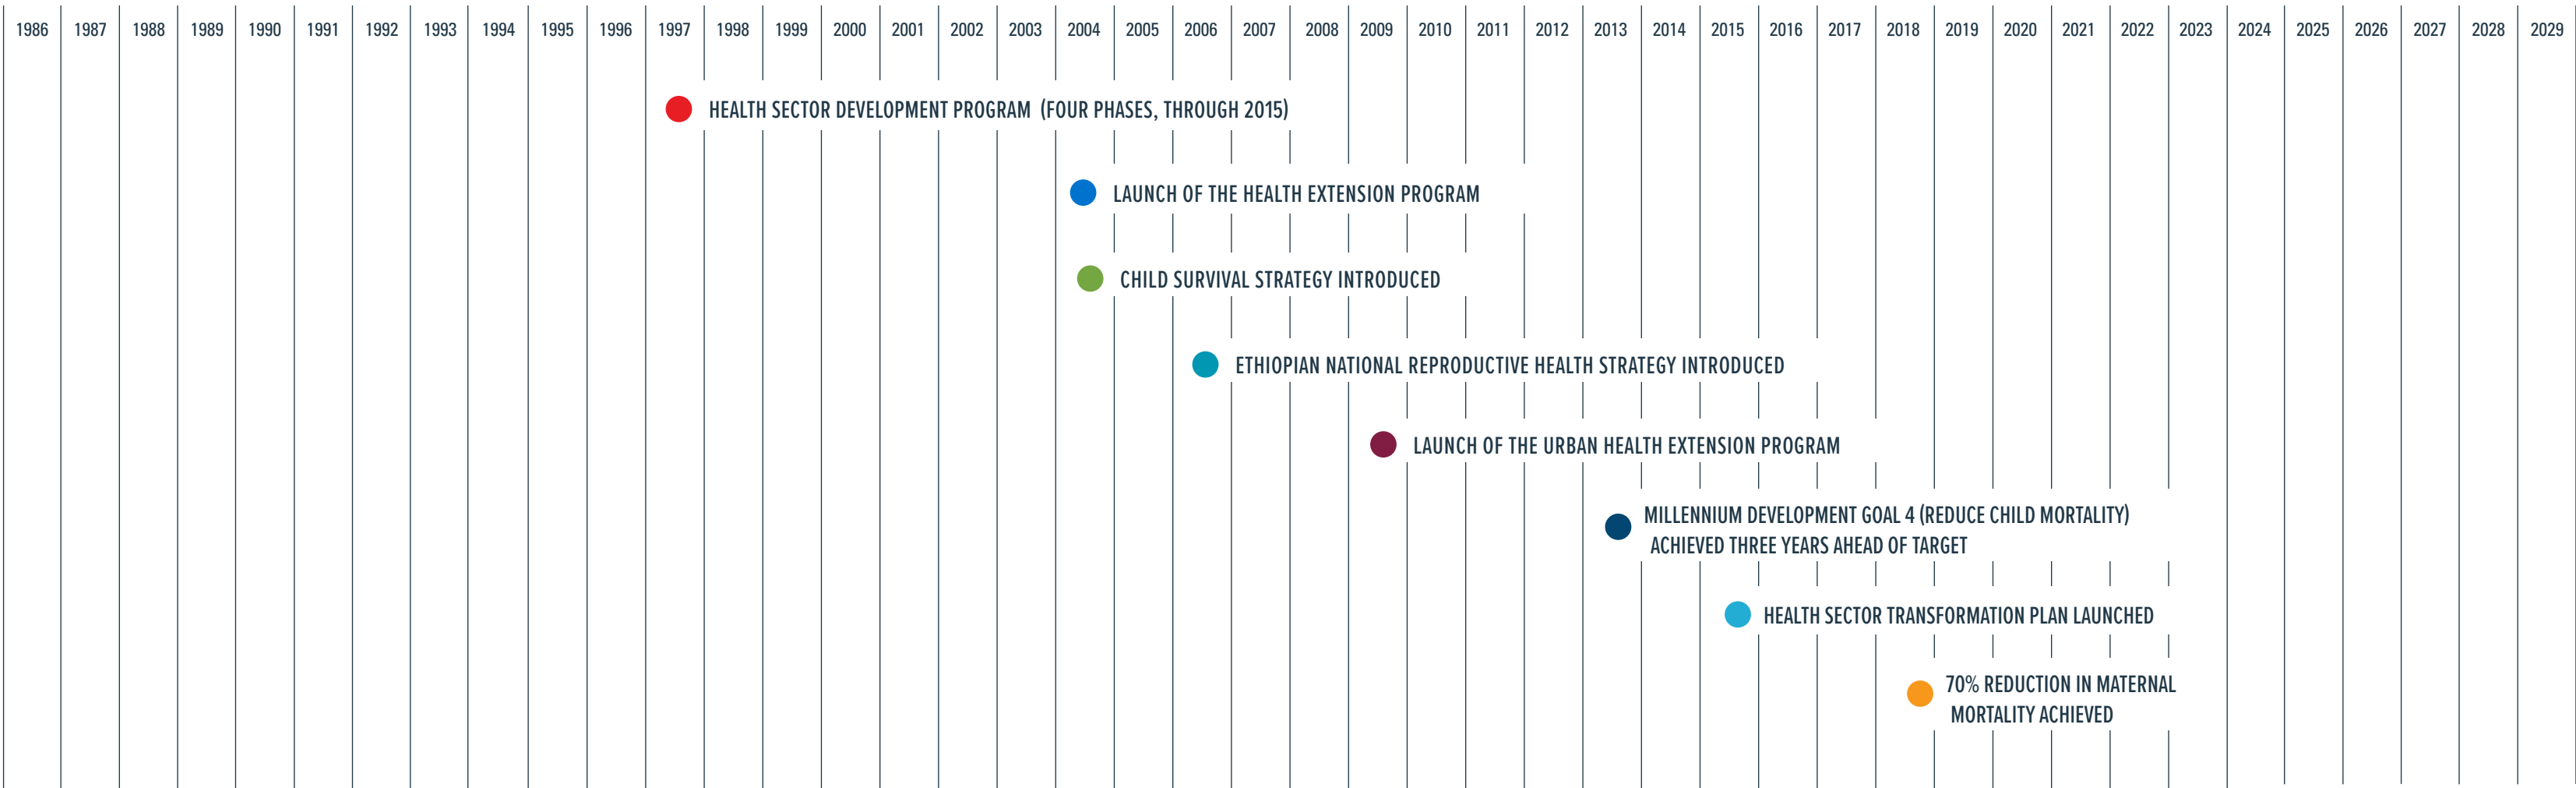 1986 1987 1988 1989 1990 1991 1992 1993 1994 1995 1996 1997 1998 1999 2000 2001 2002 2003 2004 2005 2006 2007 2008 2009 2010 2011 2012 2013 2014 2015 2016 2017 2018 2019 2020 2021 2022 2023 2024 2025 2026 2027 2028 2029
HEALTH SECTOR DEVELOPMENT PROGRAM (FOUR PHASES, THROUGH 2015)
LAUNCH OF THE HEALTH EXTENSION PROGRAM
CHILD SURVIVAL STRATEGY INTRODUCED
ETHIOPIAN NATIONAL REPRODUCTIVE HEALTH STRATEGY INTRODUCED
LAUNCH OF THE URBAN HEALTH EXTENSION PROGRAM
MILLENNIUM DEVELOPMENT GOAL 4 (REDUCE CHILD MORTALITY)
ACHIEVED THREE YEARS AHEAD OF TARGET
HEALTH SECTOR TRANSFORMATION PLAN LAUNCHED
70% REDUCTION IN MATERNAL
MORTALITY ACHIEVED